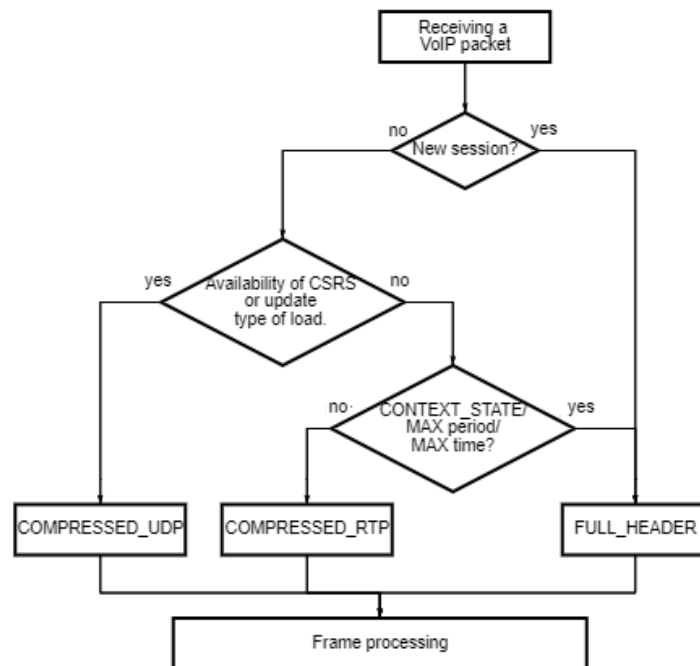 Receiving a
VoIP packet
no
yes
New session?
yes
Availability of CSRS
or update
type of load.
no
no·
CONTEXT_STATE/
MAX period/
MAX time?
yes
COMPRESSED_UDP
COMPRESSED_RTP
FULL_HEADER
Frame processing